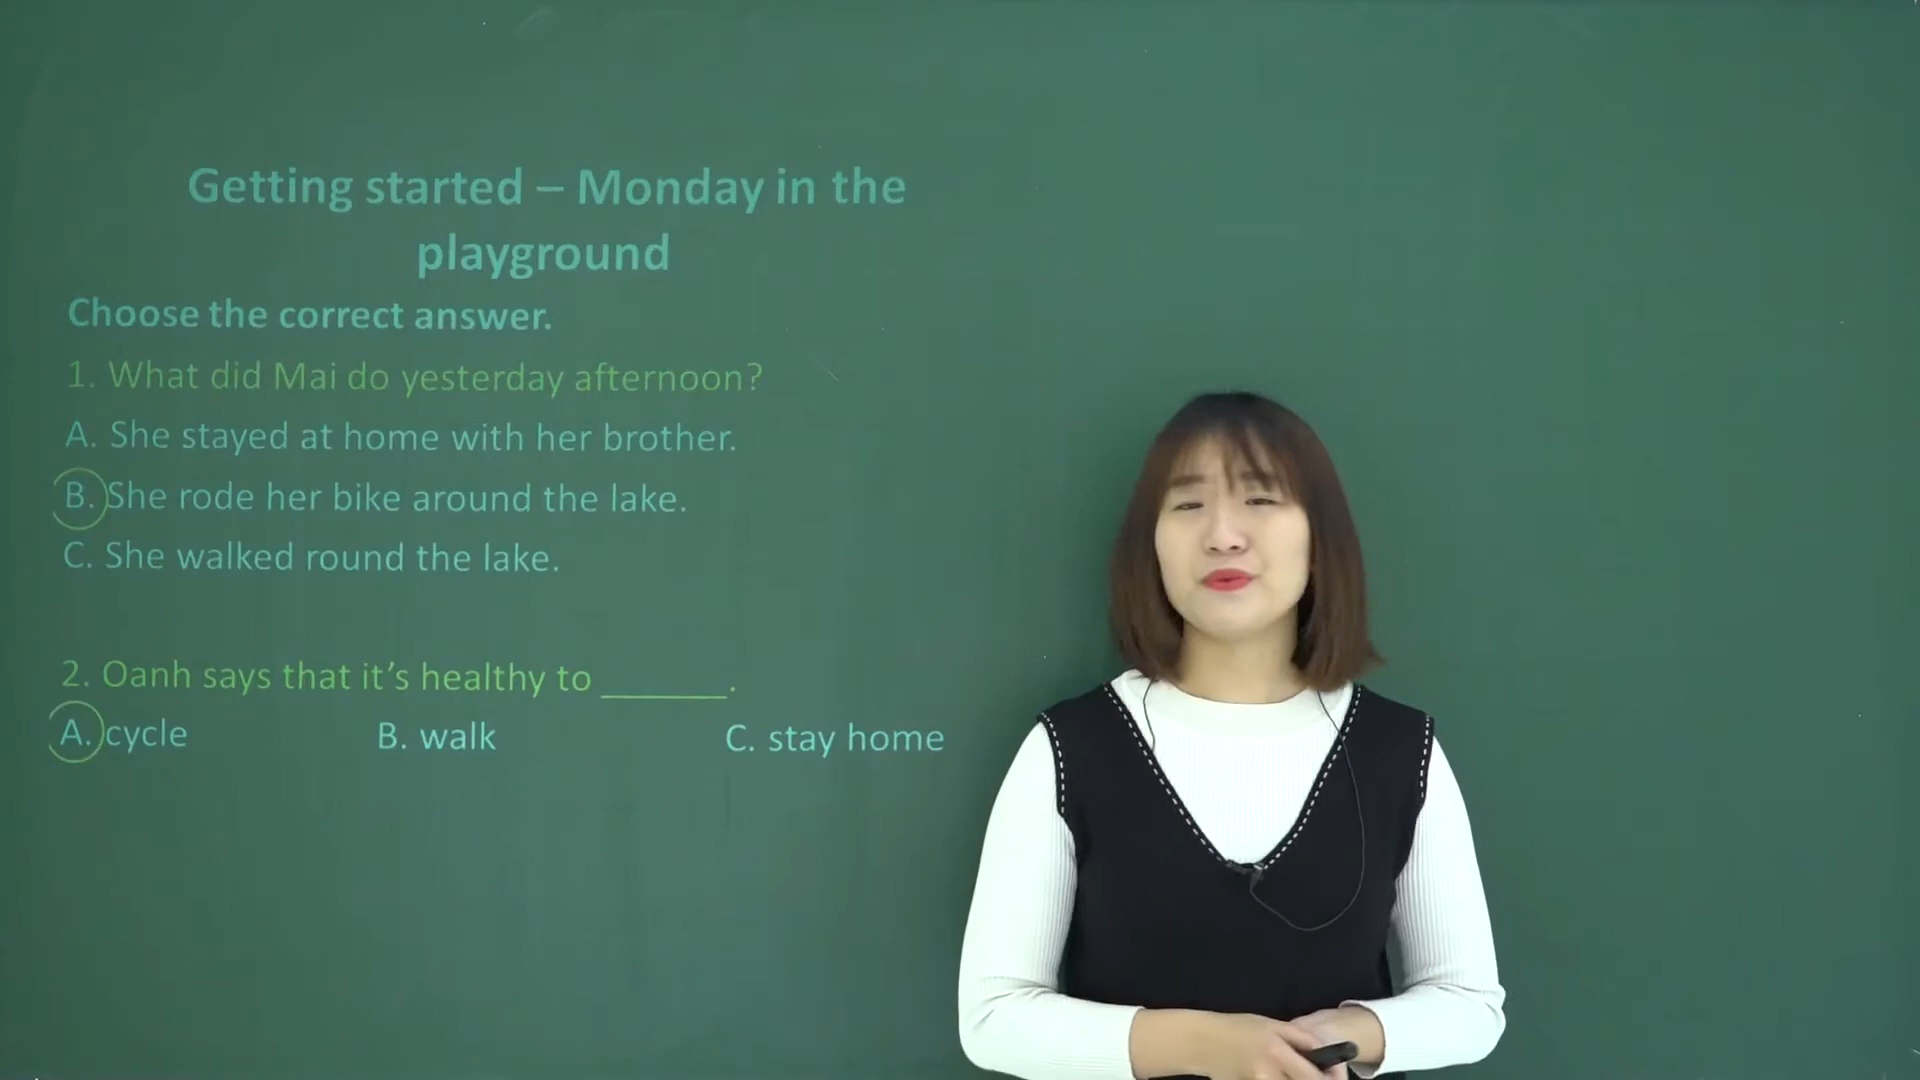 Getting started – Monday in the
playground
Choose the correct answer.
1. What did Mai do yesterday afternoon?
A. She stayed at home with her brother.
B. She rode her bike around the lake.
C. She walked round the lake.
2. Oanh says that it’s healthy to ______.
A. cycle B. walk C. stay home